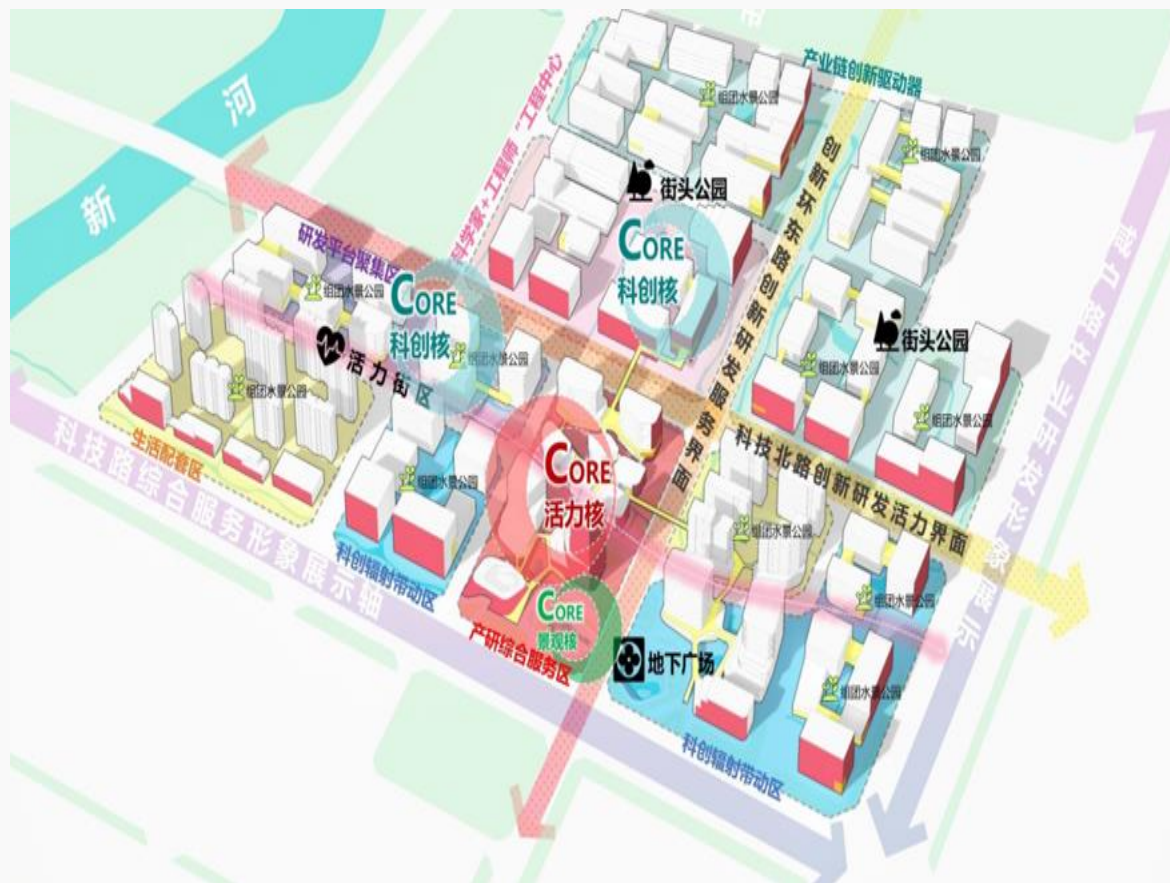 产业链创新驱动器
新
河
科学家+工程师“工程中心
组团水景公园
组团水景公园
街头公园
创新环东路创新研发服务界面
研发平台聚集区
CORE
科创核
CORE
科创核
组团水景公园
组团水景公园
活力街区
街头公园
组团水景公园
组团水景公园
组团水景公园
生活配套区
科技路综合服务形象展示轴
科技北路创新研发活力界面
CORE
活力核
组团水景公园
组团水景公园
科创辐射带动区
CORE
景观核
组团水景公园
产研综合服务区
地下广场
组团水景公园
科创辐射带动区